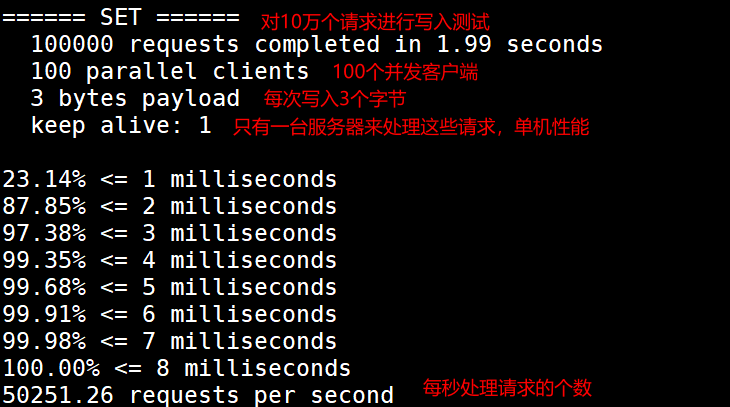 ====== SET ====== 对10万个请求进行写入测试
100000 requests completed in 1.99 seconds
100 parallel clients 100个并发客户端
3 bytes payload 每次写入3个字节
keep alive: 1 只有一台服务器来处理这些请求，单机性能
23.14% <= 1 milliseconds
87.85% <= 2 milliseconds
97.38% <= 3 milliseconds
99.35% <= 4 milliseconds
99.68% <= 5 milliseconds
99.91% <= 6 milliseconds
99.98% <= 7 milliseconds
100.00% <= 8 milliseconds
50251.26 requests per second 每秒处理请求的个数